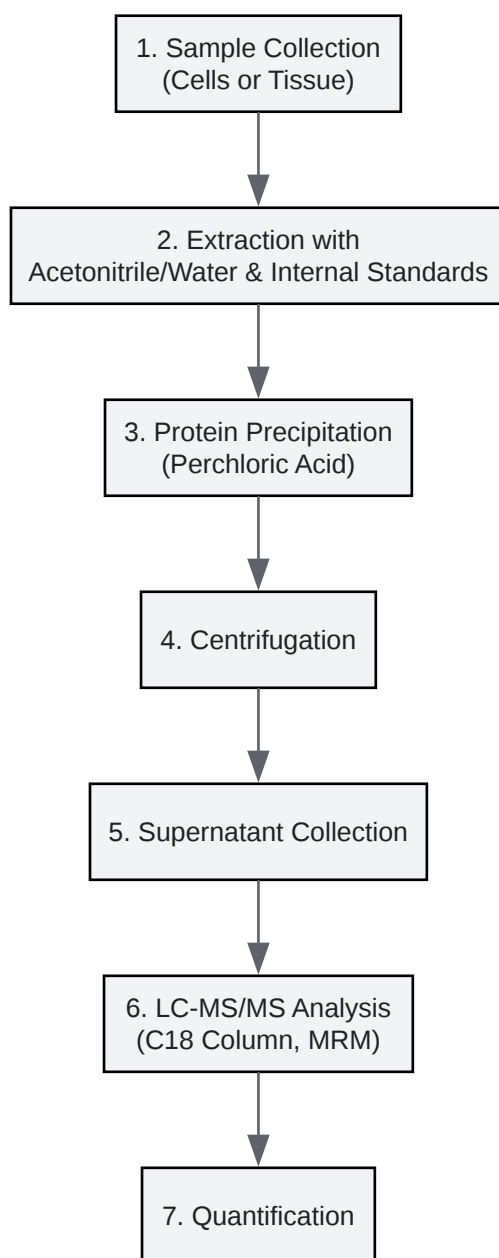 1. Sample Collection
(Cells or Tissue)
2. Extraction with
Acetonitrile/Water & Internal Standards
3. Protein Precipitation
(Perchloric Acid)
4. Centrifugation
5. Supernatant Collection
6. LC-MS/MS Analysis
(C18 Column, MRM)
7. Quantification